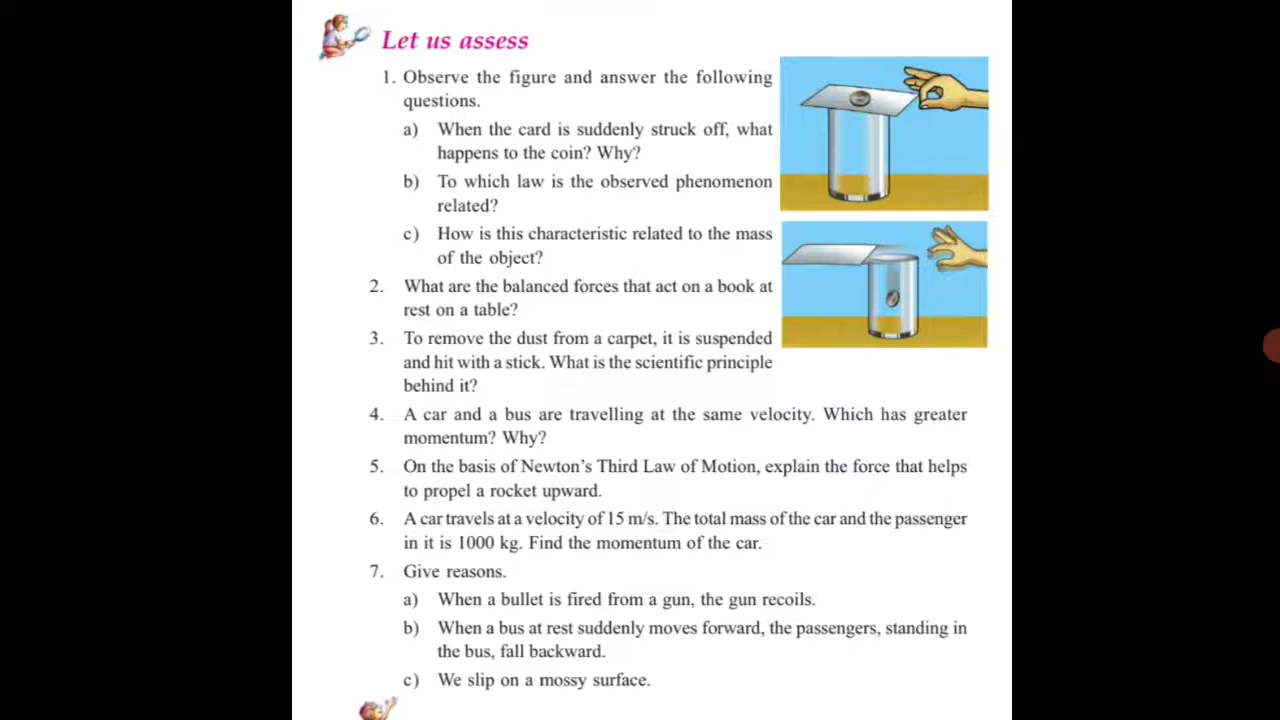 Let us assess
1. Observe the figure and answer the following
questions.
a) When the card is suddenly struck off, what
happens to the coin? Why?
b) To which law is the observed phenomenon
related?
c) How is this characteristic related to the mass
of the object?
2. What are the balanced forces that act on a book at
rest on a table?
3. To remove the dust from a carpet, it is suspended
and hit with a stick. What is the scientific principle
behind it?
4. A car and a bus are travelling at the same velocity. Which has greater
momentum? Why?
5. On the basis of Newton's Third Law of Motion, explain the force that helps
to propel a rocket upward.
6. A car travels at a velocity of 15 m/s. The total mass of the car and the passenger
in it is 1000 kg. Find the momentum of the car.
7. Give reasons.
a) When a bullet is fired from a gun, the gun recoils.
b) When a bus at rest suddenly moves forward, the passengers, standing in
the bus, fall backward.
c) We slip on a mossy surface.